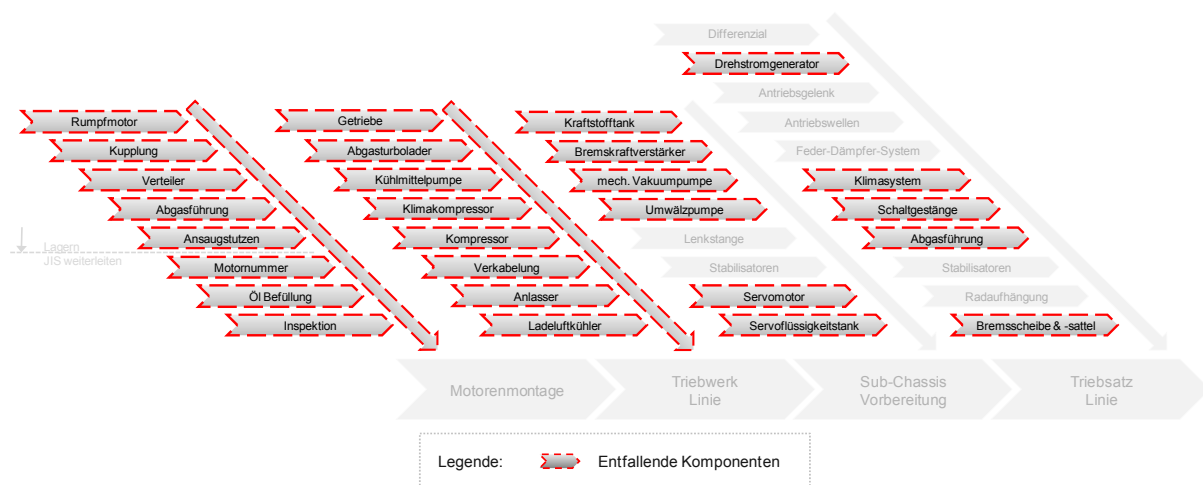 Differenzial
Drehstromgenerator
Antriebsgelenk
Antriebswellen
Feder-Dämpfer-System
Klimasystem
Schaltgestänge
Abgasführung
Stabilisatoren
Radaufhängung
Bremsscheibe & -sattel
Rumpfmotor
Kupplung
Verteiler
Abgasführung
Ansaugstutzen
Motornummer
Öl Befüllung
Inspektion
Getriebe
Abgasturbolader
Kühlmittelpumpe
Klimakompressor
Kompressor
Verkabelung
Anlasser
Ladeluftkühler
Kraftstofftank
Bremskraftverstärker
mech. Vakuumpumpe
Umwälzpumpe
Lenkstange
Stabilisatoren
Servomotor
Servoflüssigkeitstank
Lagern
JIS weiterleiten
Motorenmontage
Triebwerk
Linie
Sub-Chassis
Vorbereitung
Triebsatz
Linie
Legende:
Entfallende Komponenten